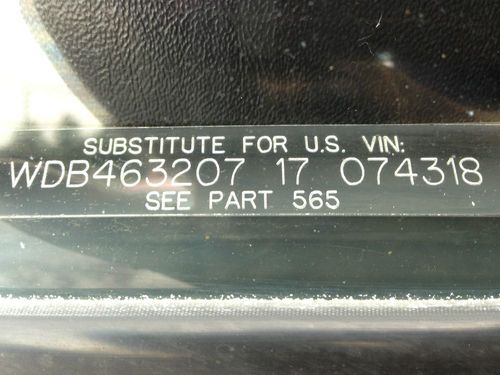 SUBSTITUTE FOR U.S. VIN:
WDB463207 17 074318
SEE PART 565